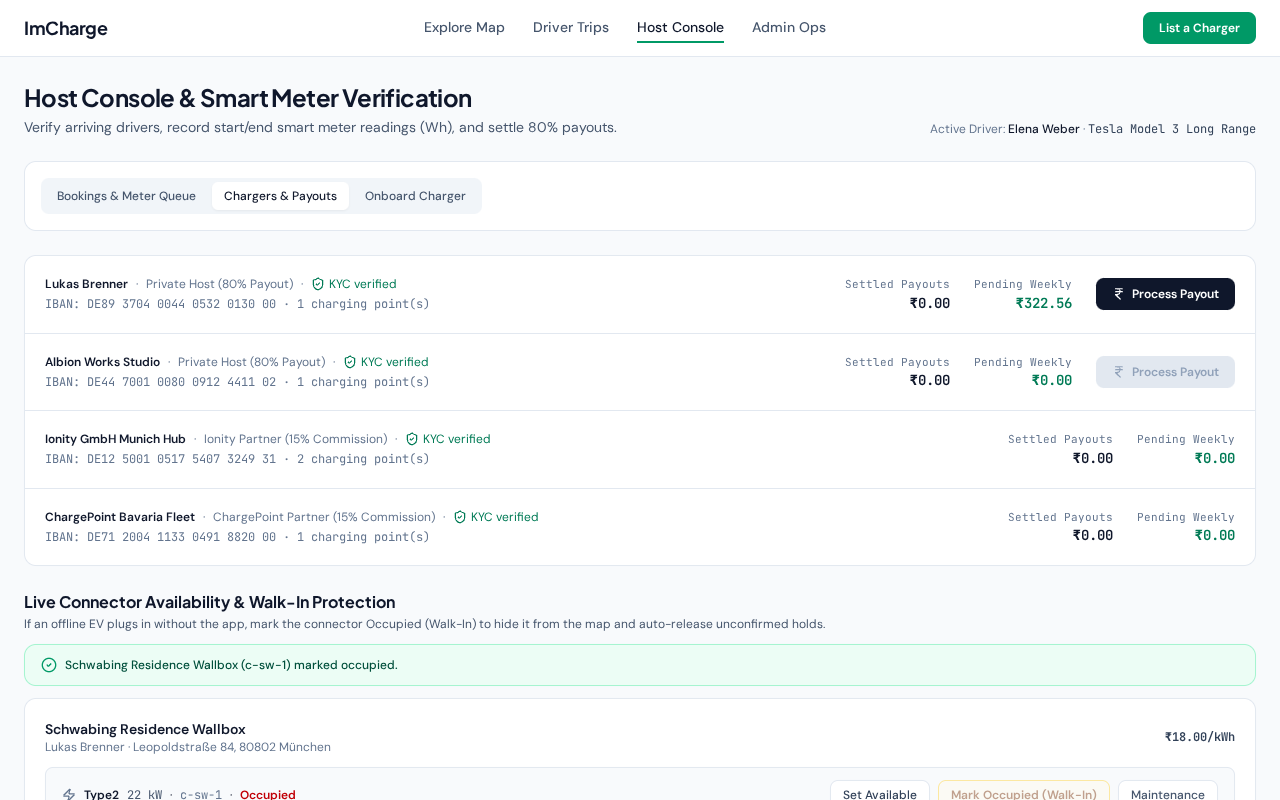 ImCharge
Explore Map
Driver Trips
Host Console
Admin Ops
List a Charger
Host Console & Smart Meter Verification
Verify arriving drivers, record start/end smart meter readings (Wh), and settle 80% payouts.
Active Driver: Elena Weber · Tesla Model 3 Long Range
Bookings & Meter Queue
Chargers & Payouts
Onboard Charger
Lukas Brenner · Private Host (80% Payout) · KYC verified
IBAN: DE89 3704 0044 0532 0130 00 · 1 charging point(s)
Settled Payouts
₹0.00
Pending Weekly
₹322.56
₹ Process Payout
Albion Works Studio · Private Host (80% Payout) · KYC verified
IBAN: DE44 7001 0080 0912 4411 02 · 1 charging point(s)
Settled Payouts
₹0.00
Pending Weekly
₹0.00
₹ Process Payout
Ionity GmbH Munich Hub · Ionity Partner (15% Commission) · KYC verified
IBAN: DE12 5001 0517 5407 3249 31 · 2 charging point(s)
Settled Payouts
₹0.00
Pending Weekly
₹0.00
ChargePoint Bavaria Fleet · ChargePoint Partner (15% Commission) · KYC verified
IBAN: DE71 2004 1133 0491 8820 00 · 1 charging point(s)
Settled Payouts
₹0.00
Pending Weekly
₹0.00
Live Connector Availability & Walk-In Protection
If an offline EV plugs in without the app, mark the connector Occupied (Walk-In) to hide it from the map and auto-release unconfirmed holds.
Schwabing Residence Wallbox (c-sw-1) marked occupied.
Schwabing Residence Wallbox
Lukas Brenner · Leopoldstraße 84, 80802 München
₹18.00/kWh
Type2 22 kW · c-sw-1 · Occupied
Set Available
Mark Occupied (Walk-In)
Maintenance